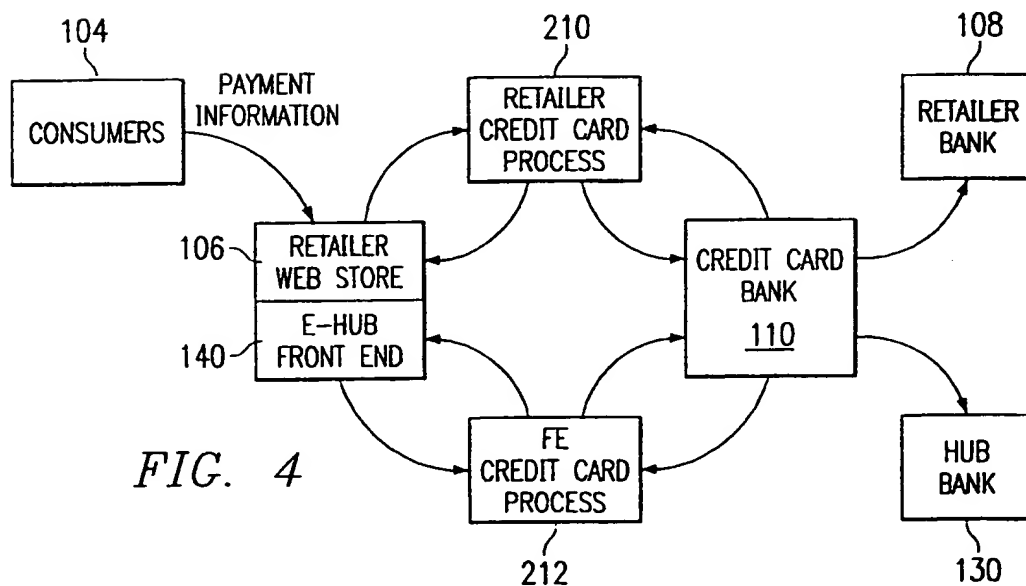 104
CONSUMERS
PAYMENT
INFORMATION
210
RETAILER
CREDIT CARD
PROCESS
108
RETAILER
BANK
106
RETAILER
WEB STORE
140
E-HUB
FRONT END
CREDIT CARD
BANK
110
FE
CREDIT CARD
PROCESS
212
HUB
BANK
130
FIG. 4